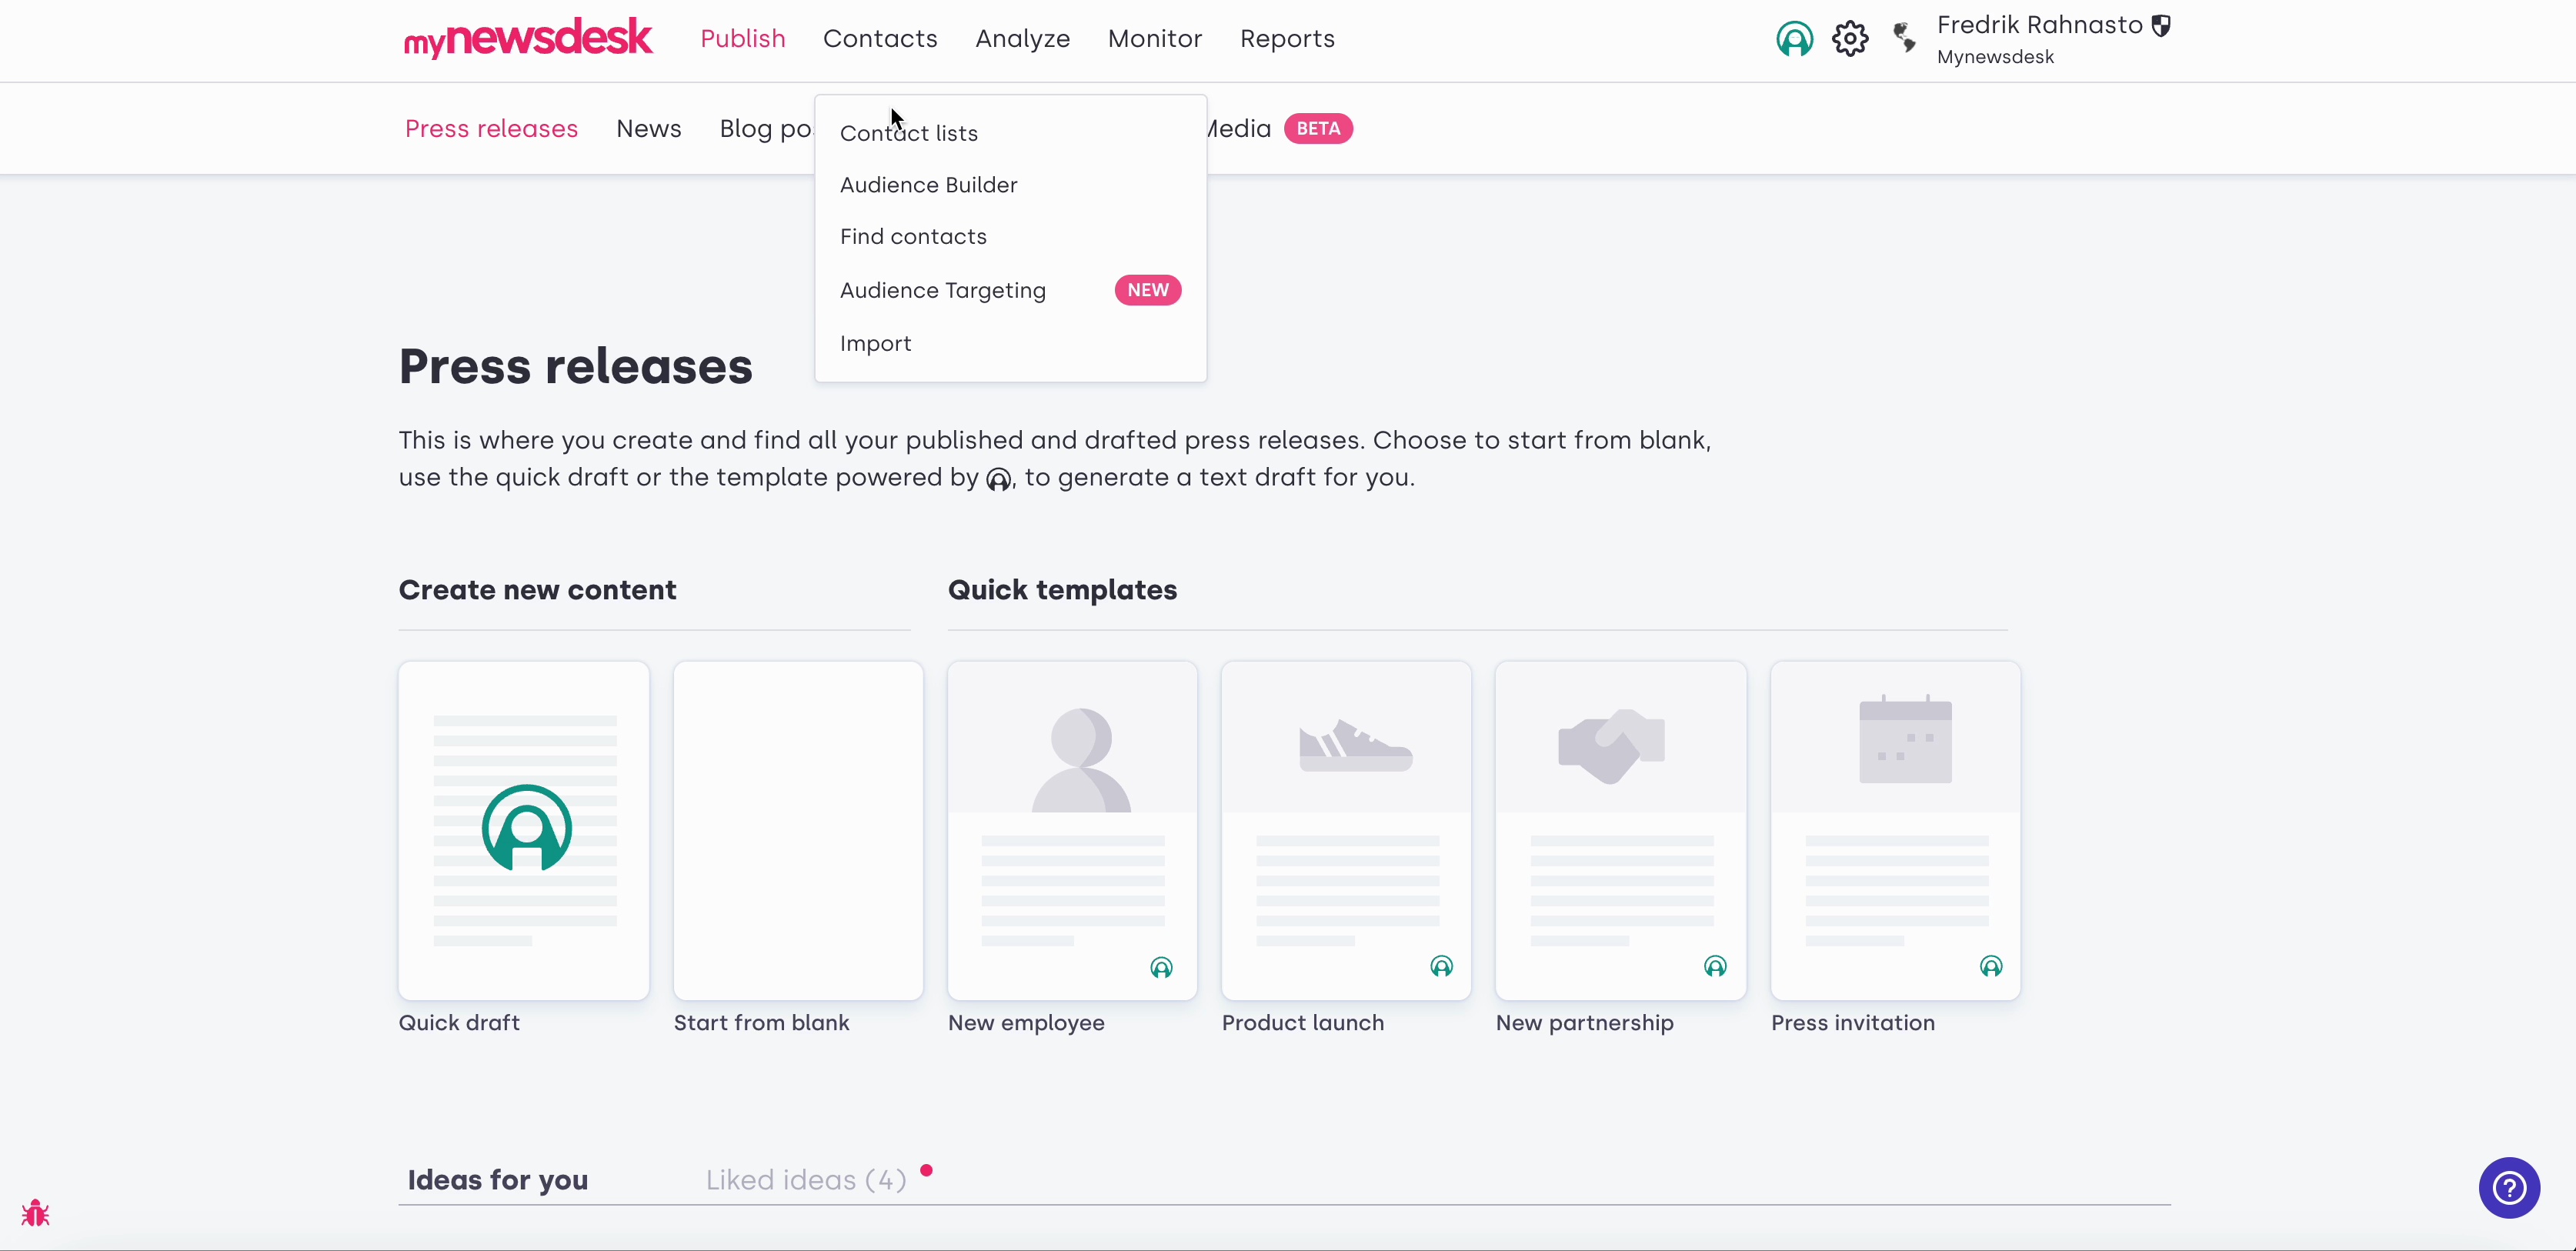 mynewsdesk Publish Contacts Analyze Monitor Reports
Fredrik Rahnasto
Mynewsdesk
Press releases News Blog Media BETA
Contact lists
Audience Builder
Find contacts
Audience Targeting NEW
Import
Press releases
This is where you create and find all your published and drafted press releases. Choose to start from blank,
use the quick draft or the template powered by , to generate a text draft for you.
Create new content
Quick templates
Quick draft
Start from blank
New employee
Product launch
New partnership
Press invitation
Ideas for you
Liked ideas (4)
?